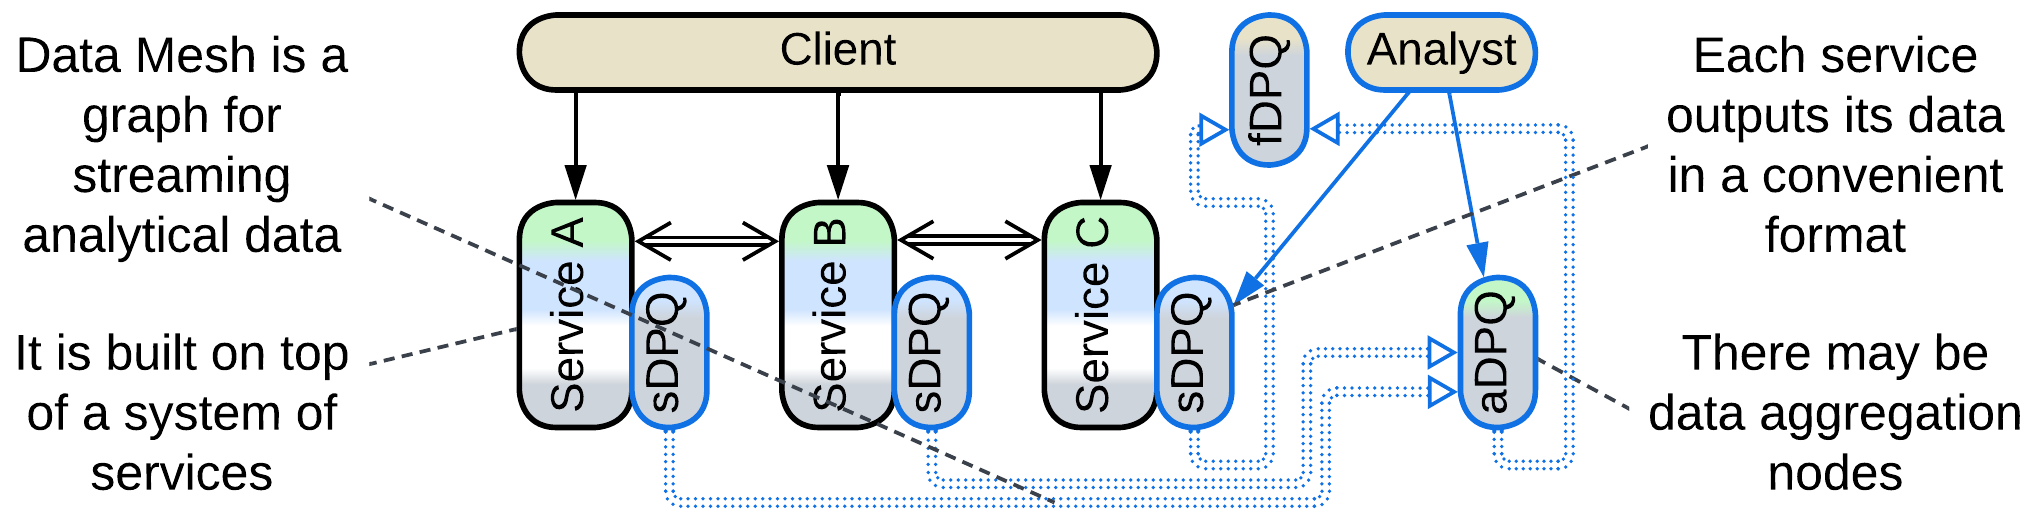 Data Mesh is a
graph for
streaming
analytical data
It is built on top
of a system of
services
Client
fDPQ
Analyst
Service A
sDPQ
Service B
sDPQ
Service C
sDPQ
aDPQ
Each service
outputs its data
in a convenient
format
There may be
data aggregation
nodes